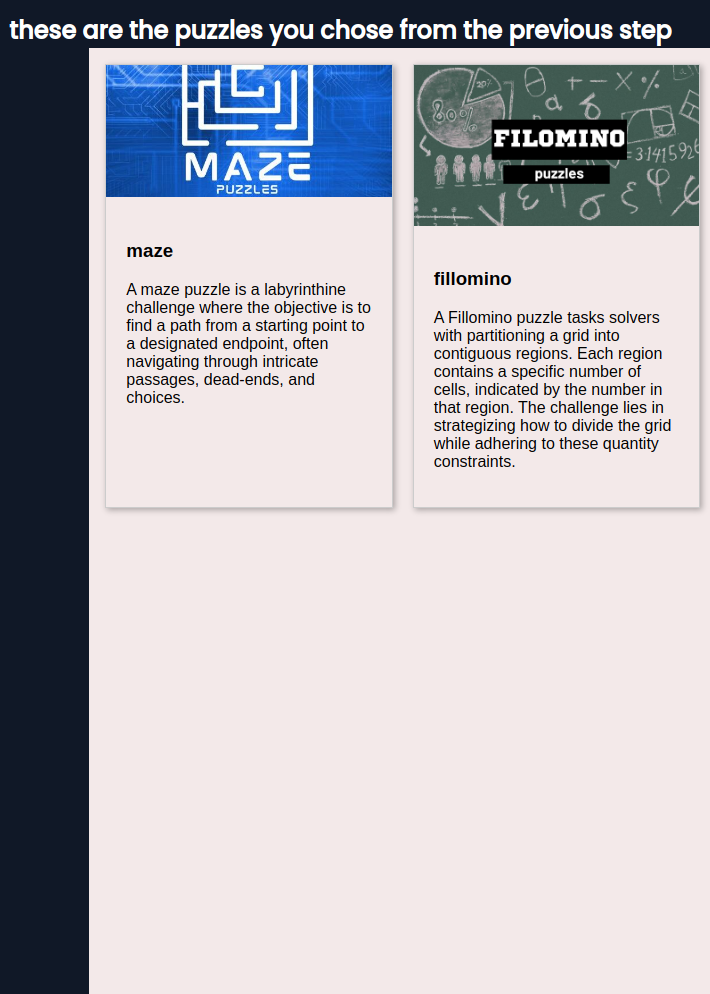 these are the puzzles you chose from the previous step
MAZE
PUZZLES
maze
A maze puzzle is a labyrinthine
challenge where the objective is to
find a path from a starting point to
a designated endpoint, often
navigating through intricate
passages, dead-ends, and
choices.
80%
20%
a
+ − × %
FILOMINO
puzzles
3.141592
fillomino
A Fillomino puzzle tasks solvers
with partitioning a grid into
contiguous regions. Each region
contains a specific number of
cells, indicated by the number in
that region. The challenge lies in
strategizing how to divide the grid
while adhering to these quantity
constraints.